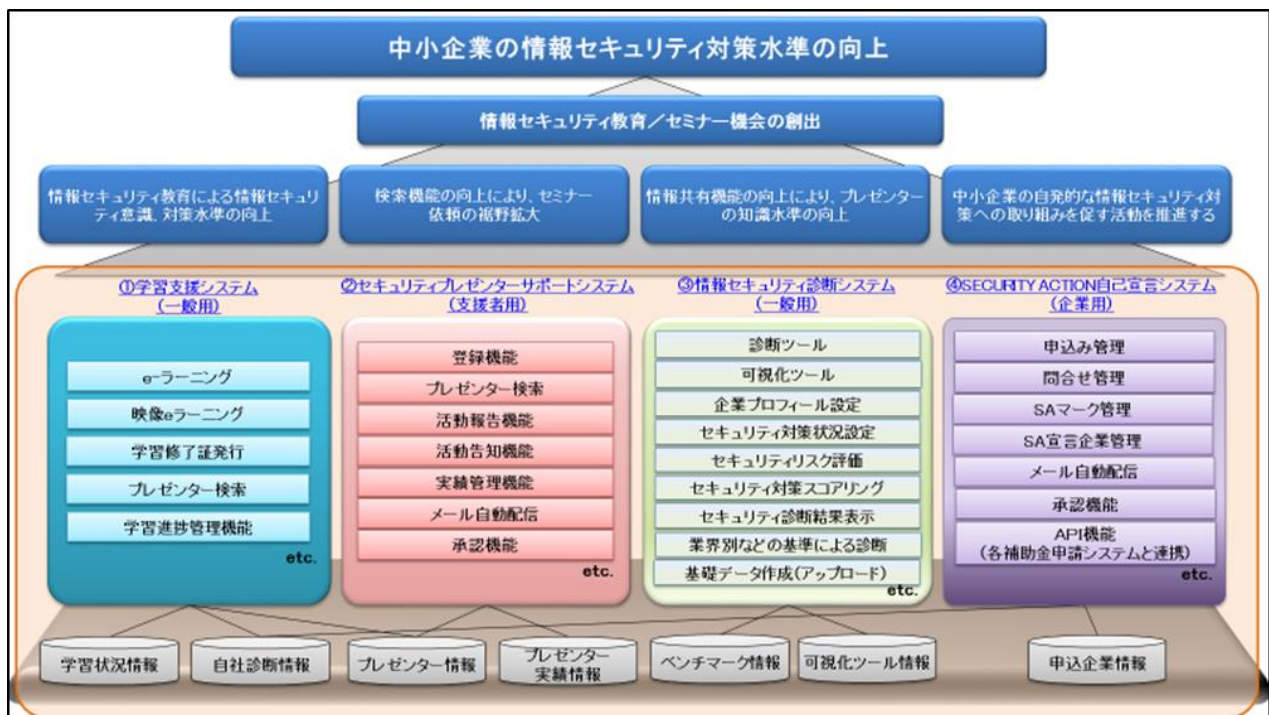 中小企業の情報セキュリティ対策水準の向上
情報セキュリティ教育／セミナー機会の創出
情報セキュリティ教育による情報セキュリ
ティ意識、対策水準の向上
検索機能の向上により、セミナー
依頼の裾野拡大
情報共有機能の向上により、プレゼンター
の知識水準の向上
中小企業の自発的な情報セキュリティ対
策への取り組みを促す活動を推進する
①学習支援システム
(一般用)
e-ラーニング
映像eラーニング
学習修了証発行
プレゼンター検索
学習進捗管理機能
etc.
②セキュリティプレゼンターサポートシステム
(支援者用)
登録機能
プレゼンター検索
活動報告機能
活動告知機能
実績管理機能
メール自動配信
承認機能
etc.
③情報セキュリティ診断システム
(一般用)
診断ツール
可視化ツール
企業プロフィール設定
セキュリティ対策状況設定
セキュリティリスク評価
セキュリティ対策スコアリング
セキュリティ診断結果表示
業界別などの基準による診断
基礎データ作成(アップロード)
etc.
④SECURITY ACTION自己宣言システム
(企業用)
申込み管理
問合せ管理
SAマーク管理
SA宣言企業管理
メール自動配信
承認機能
API機能
(各補助金申請システムと連携)
etc.
学習状況情報
自社診断情報
プレゼンター情報
プレゼンター
実績情報
ベンチマーク情報
可視化ツール情報
申込企業情報